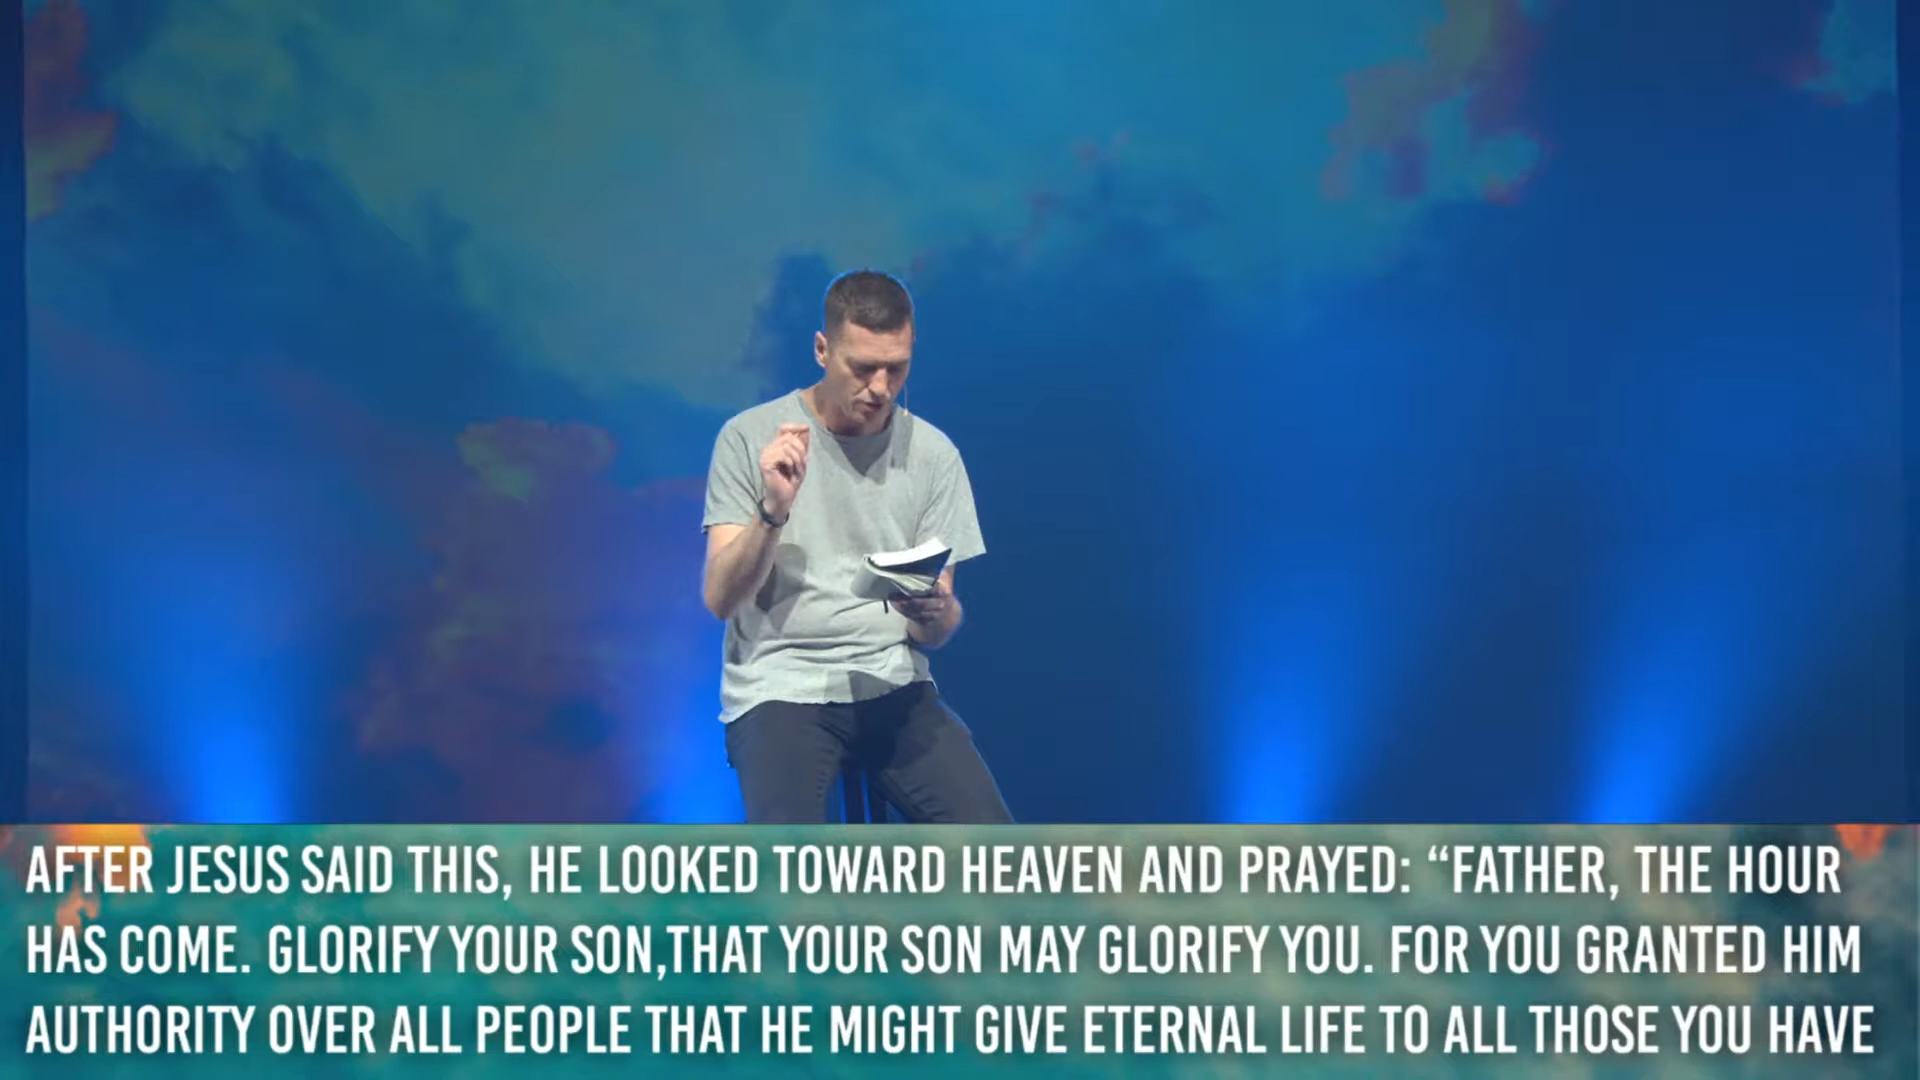 AFTER JESUS SAID THIS, HE LOOKED TOWARD HEAVEN AND PRAYED: “FATHER, THE HOUR
HAS COME. GLORIFY YOUR SON,THAT YOUR SON MAY GLORIFY YOU. FOR YOU GRANTED HIM
AUTHORITY OVER ALL PEOPLE THAT HE MIGHT GIVE ETERNAL LIFE TO ALL THOSE YOU HAVE